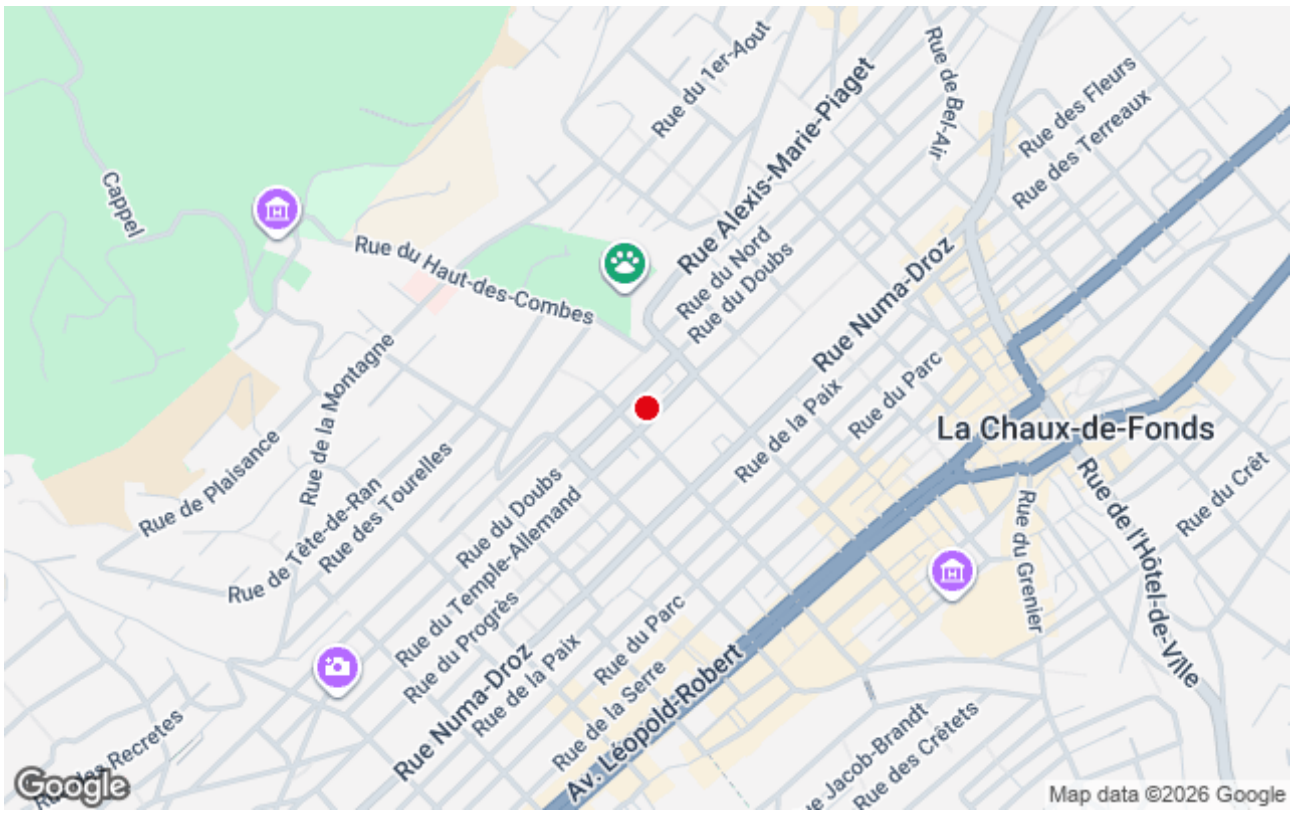 Rue du 1er-Aout
Rue de Bel-Air
Rue des Fleurs
Rue Alexis-Marie-Piaget
Rue des Terreaux
Cappel
Rue du Haut-des-Combes
Rue du Nord
Rue du Doubs
Rue Numa-Droz
Rue de la Montagne
Rue du Parc
Rue de la Paix
La Chaux-de-Fonds
Rue de Plaisance
Rue du Crêt
Rue de Tête-de-Ran
Rue des Tourelles
Rue du Doubs
Rue du Temple-Allemand
Rue du Grenier
Rue de l'Hôtel-de-Ville
Rue du Progrès
Rue du Parc
Rue Numa-Droz
Rue de la Paix
Rue de la Serre
Av. Léopold-Robert
Recretes
e Jacob-Brandt
Rue des Crêtets
Google
Map data ©2026 Google